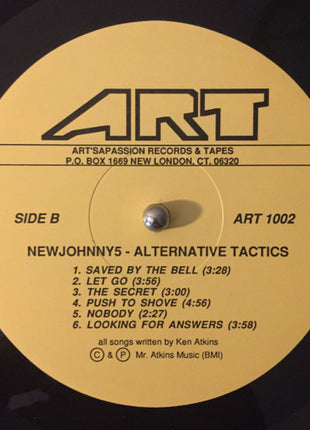 ART
ART'SAPASSION RECORDS & TAPES
P.O. BOX 1669 NEW LONDON, CT. 06320
SIDE B ART 1002
NEWJOHNNY5 - ALTERNATIVE TACTICS
1. SAVED BY THE BELL (3:28)
2. LET GO (3:56)
3. THE SECRET (3:00)
4. PUSH TO SHOVE (4:56)
5. NOBODY (2:27)
6. LOOKING FOR ANSWERS (3:58)
all songs written by Ken Atkins
Ⓒ & Ⓟ Mr. Atkins Music (BMI)